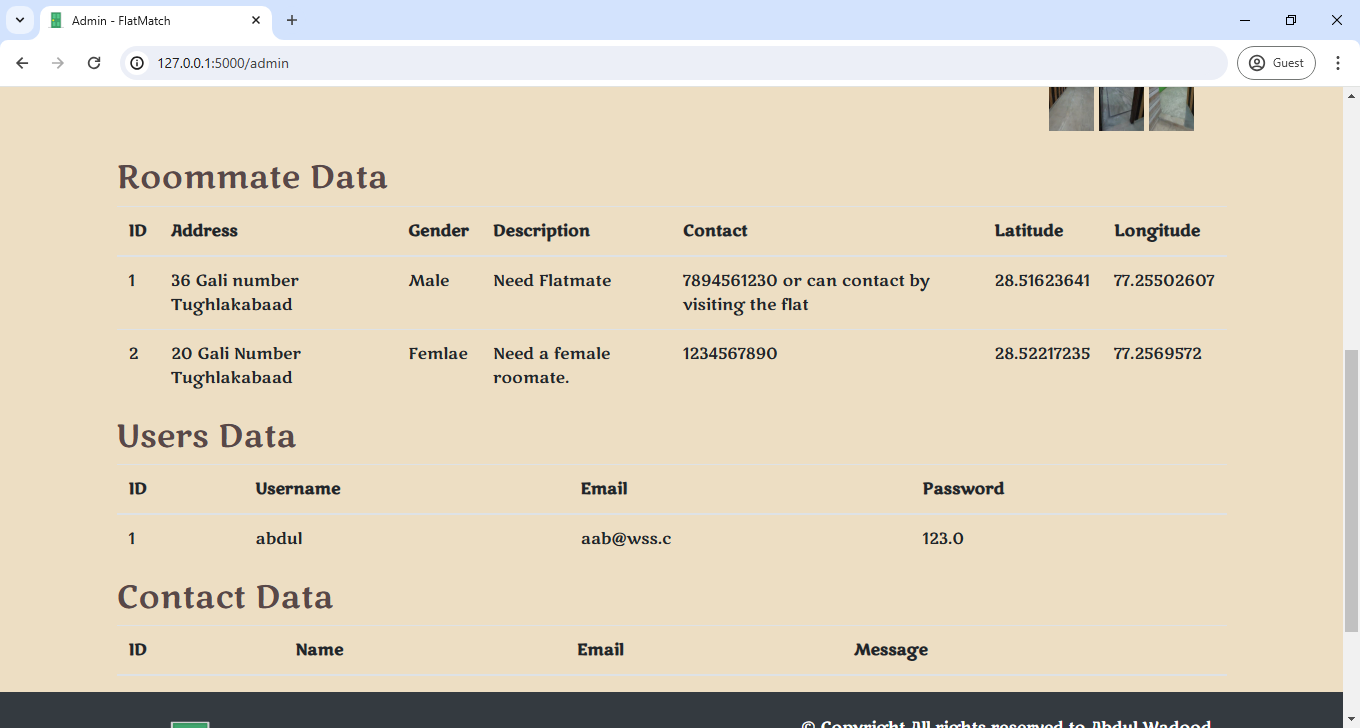 Admin - FlatMatch
127.0.0.1:5000/admin
Guest
Roommate Data
ID Address Gender Description Contact Latitude Longitude
1 36 Gali number Male Need Flatmate 7894561230 or can contact by 28.51623641 77.25502607
Tughlakabaad visiting the flat
2 20 Gali Number Femlae Need a female 1234567890 28.52217235 77.2569572
Tughlakabaad roomate.
Users Data
ID Username Email Password
1 abdul aab@wss.c 123.0
Contact Data
ID Name Email Message
© Copyright All rights reserved to Abdul Wadood